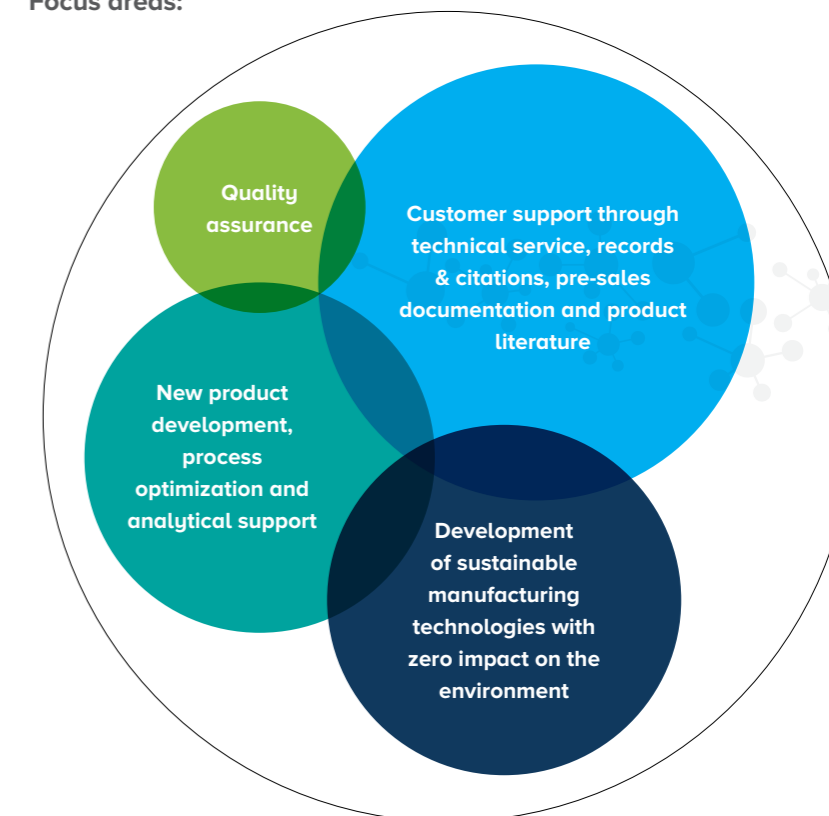 Focus areas:
Quality
assurance
Customer support through
technical service, records
& citations, pre-sales
documentation and product
literature
New product
development,
process
optimization and
analytical support
Development
of sustainable
manufacturing
technologies with
zero impact on the
environment